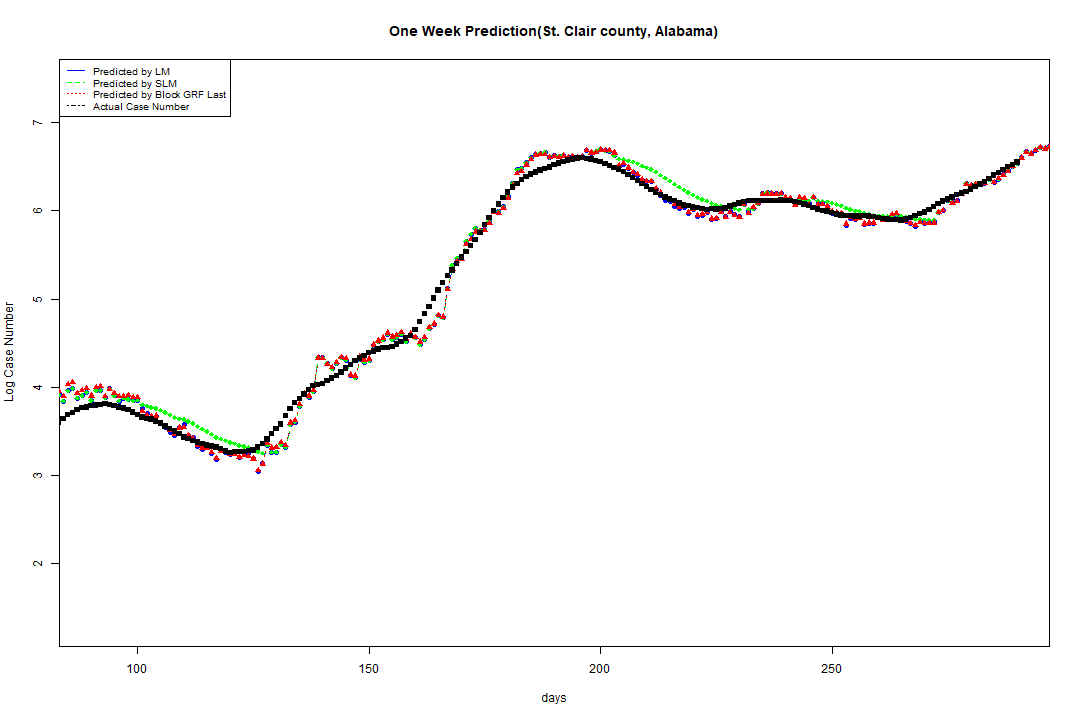 One Week Prediction(St. Clair county, Alabama)
Predicted by LM
Predicted by SLM
Predicted by Block GRF Last
Actual Case Number
7
6
5
4
3
2
Log Case Number
100
150
200
250
days